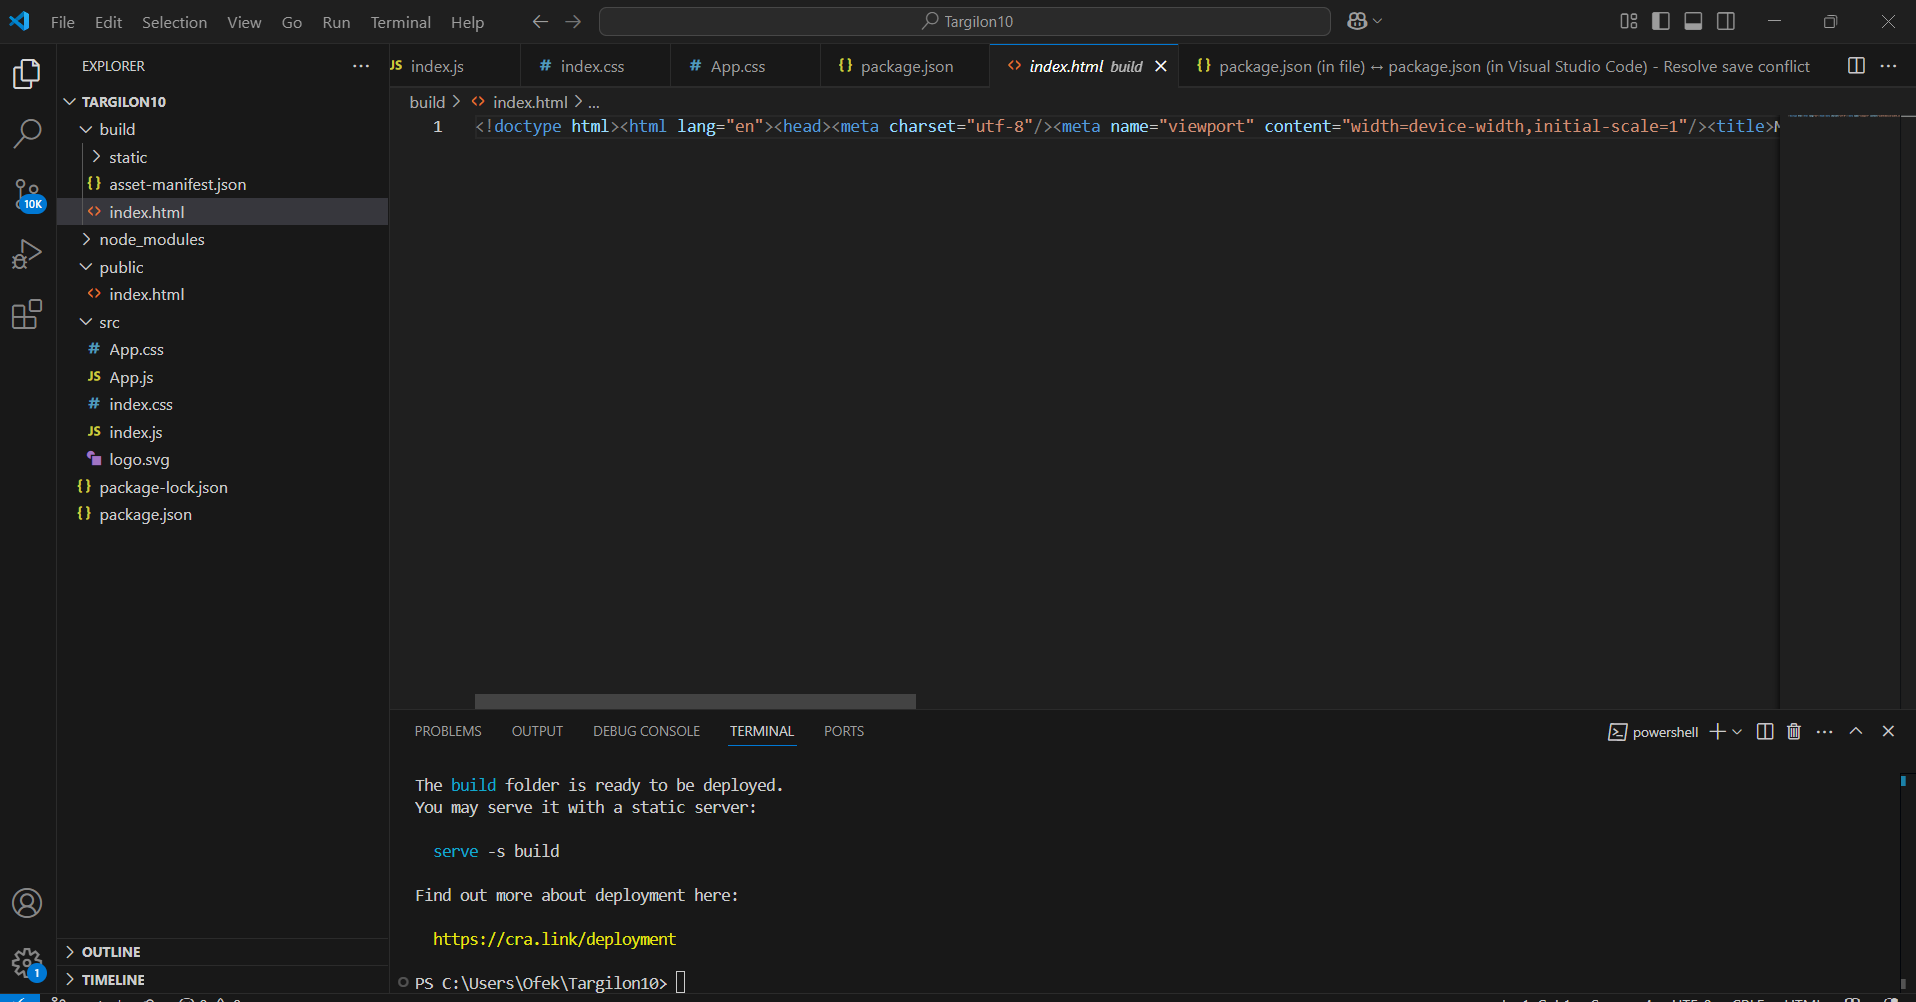 File Edit Selection View Go Run Terminal Help
Targilon10
EXPLORER
TARGILON10
build
static
asset-manifest.json
index.html
node_modules
public
index.html
src
App.css
JS App.js
index.css
JS index.js
logo.svg
package-lock.json
package.json
OUTLINE
TIMELINE
10K
1
JS index.js
# index.css
# App.css
{} package.json
<> index.html build
{} package.json (in file) ↔ package.json (in Visual Studio Code) - Resolve save conflict
build > <> index.html > ...
1 <!doctype html><html lang="en"><head><meta charset="utf-8"/><meta name="viewport" content="width=device-width,initial-scale=1"/><title>
PROBLEMS OUTPUT DEBUG CONSOLE TERMINAL PORTS
powershell
The build folder is ready to be deployed.
You may serve it with a static server:
serve -s build
Find out more about deployment here:
https://cra.link/deployment
PS C:\Users\Ofek\Targilon10>